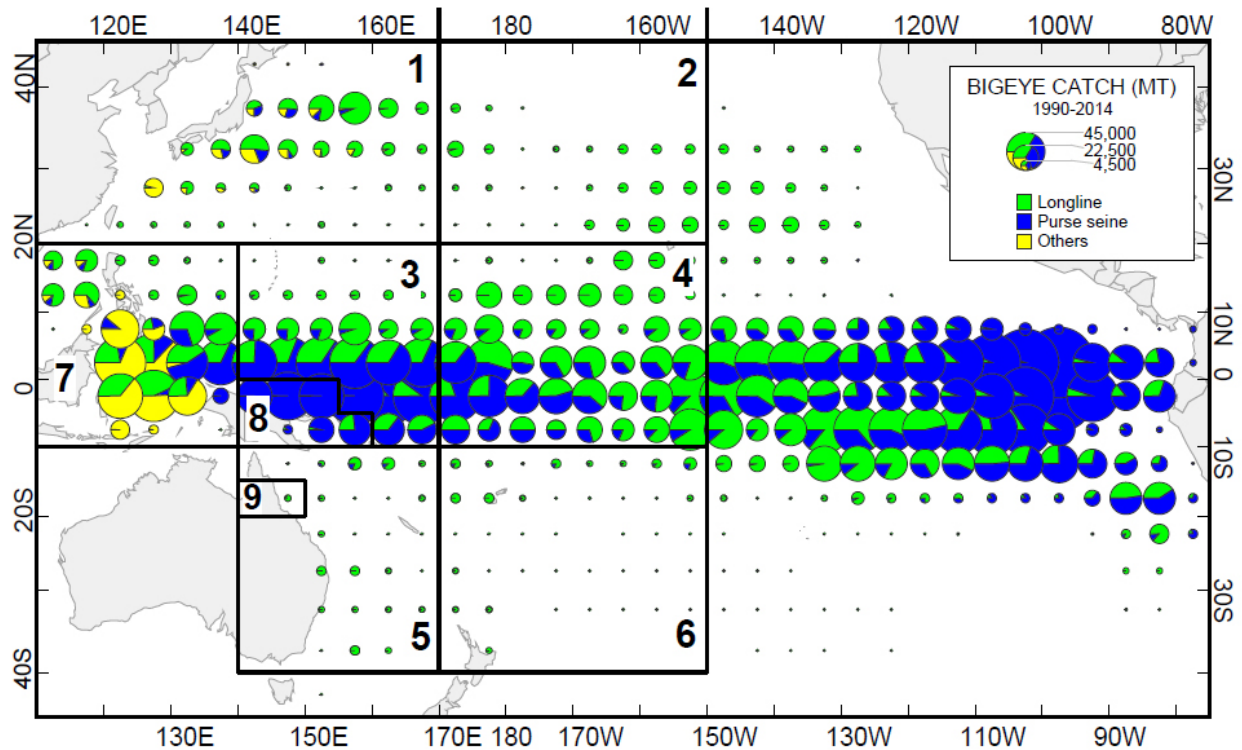 120E 140E 160E 180 160W 140W 120W 100W 80W
40N
1
2
BIGEYE CATCH (MT)
1990-2014
45,000
22,500
4,500
Longline
Purse seine
Others
30N
20N
3
4
10N
7
0
0
8
10S
9
20S
30S
5
6
40S
130E 150E 170E 180 170W 150W 130W 110W 90W